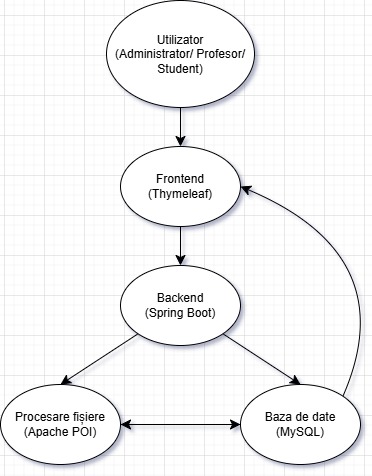 Utilizator
(Administrator/ Profesor/
Student)
Frontend
(Thymeleaf)
Backend
(Spring Boot)
Procesare fișiere
(Apache POI)
Baza de date
(MySQL)